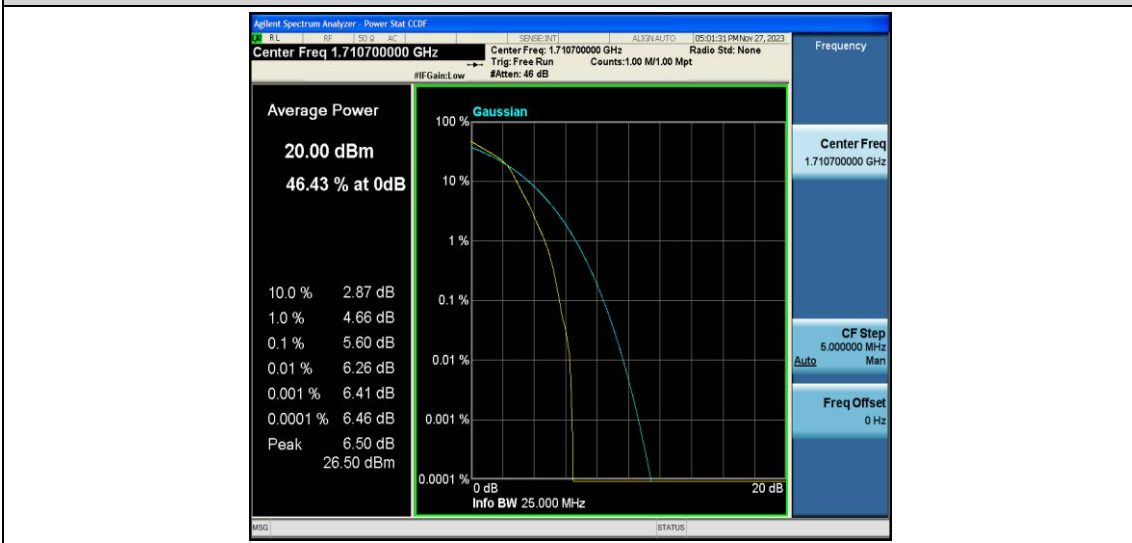 Agilent Spectrum Analyzer - Power Stat CCDF
LXI RL RF 50 Ω AC SENSE:INT ALIGN AUTO 05:01:31 PM Nov 27, 2023
Center Freq 1.710700000 GHz
Center Freq: 1.710700000 GHz Radio Std: None
Trig: Free Run Counts:1.00 M/1.00 Mpt
#IFGain:Low #Atten: 46 dB
Frequency
Average Power
20.00 dBm
46.43 % at 0dB
10.0 % 2.87 dB
1.0 % 4.66 dB
0.1 % 5.60 dB
0.01 % 6.26 dB
0.001 % 6.41 dB
0.0001 % 6.46 dB
Peak 6.50 dB
26.50 dBm
Gaussian
100 %
10 %
1 %
0.1 %
0.01 %
0.001 %
0.0001 %
0 dB 20 dB
Info BW 25.000 MHz
Center Freq
1.710700000 GHz
CF Step
5.000000 MHz
Auto Man
Freq Offset
0 Hz
MSG STATUS